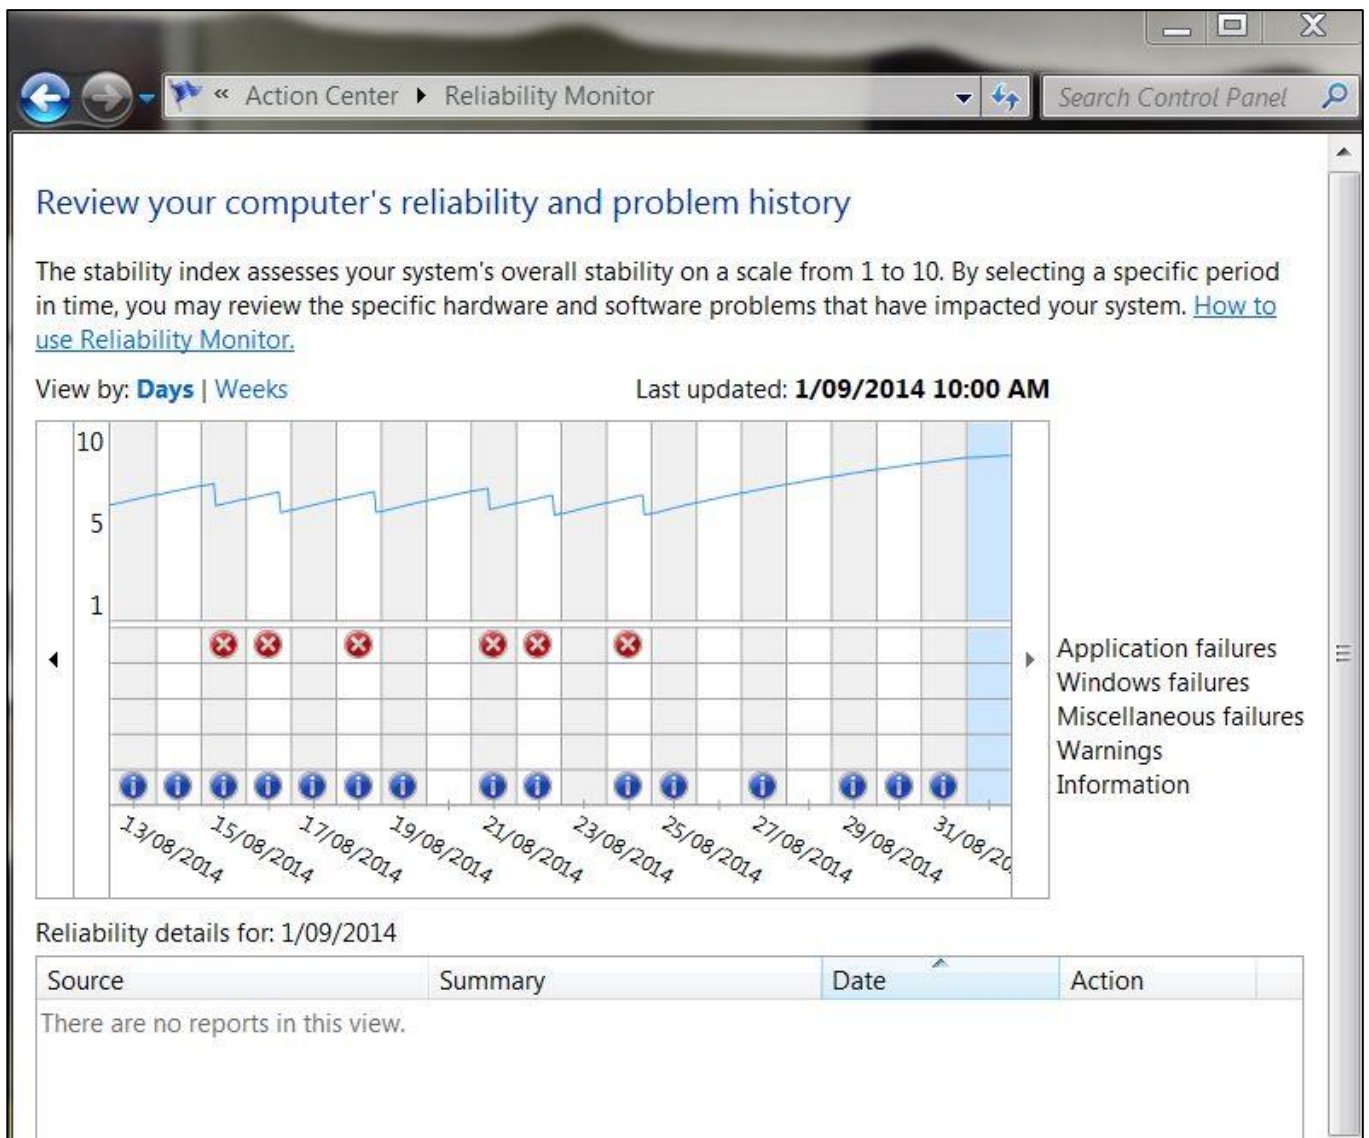 « Action Center ▸ Reliability Monitor
Search Control Panel
Review your computer's reliability and problem history
The stability index assesses your system's overall stability on a scale from 1 to 10. By selecting a specific period
in time, you may review the specific hardware and software problems that have impacted your system. How to
use Reliability Monitor.
View by: Days | Weeks
Last updated: 1/09/2014 10:00 AM
10
5
1
Application failures
Windows failures
Miscellaneous failures
Warnings
Information
13/08/2014
15/08/2014
17/08/2014
19/08/2014
21/08/2014
23/08/2014
25/08/2014
27/08/2014
29/08/2014
31/08/20
Reliability details for: 1/09/2014
Source Summary Date Action
There are no reports in this view.